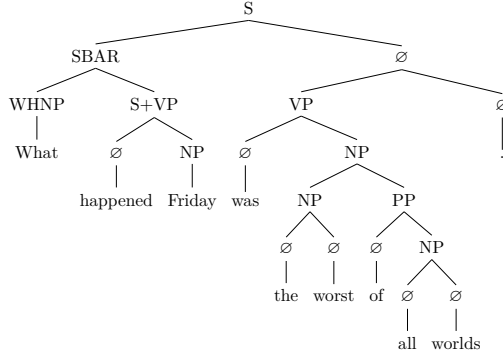 S
SBAR ∅
WHNP S+VP VP ∅
What ∅ NP ∅ NP .
happened Friday was NP PP
∅ ∅ ∅ NP
the worst of ∅ ∅
all worlds